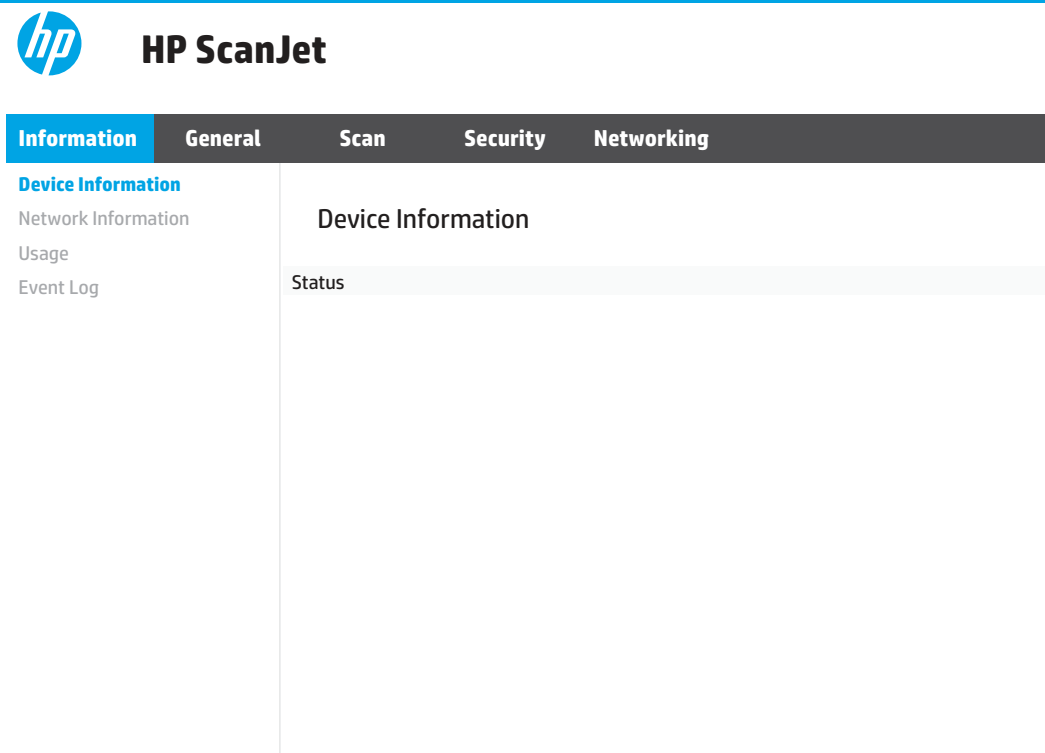 hp
HP ScanJet
Information General Scan Security Networking
Device Information
Network Information
Usage
Event Log
Device Information
Status